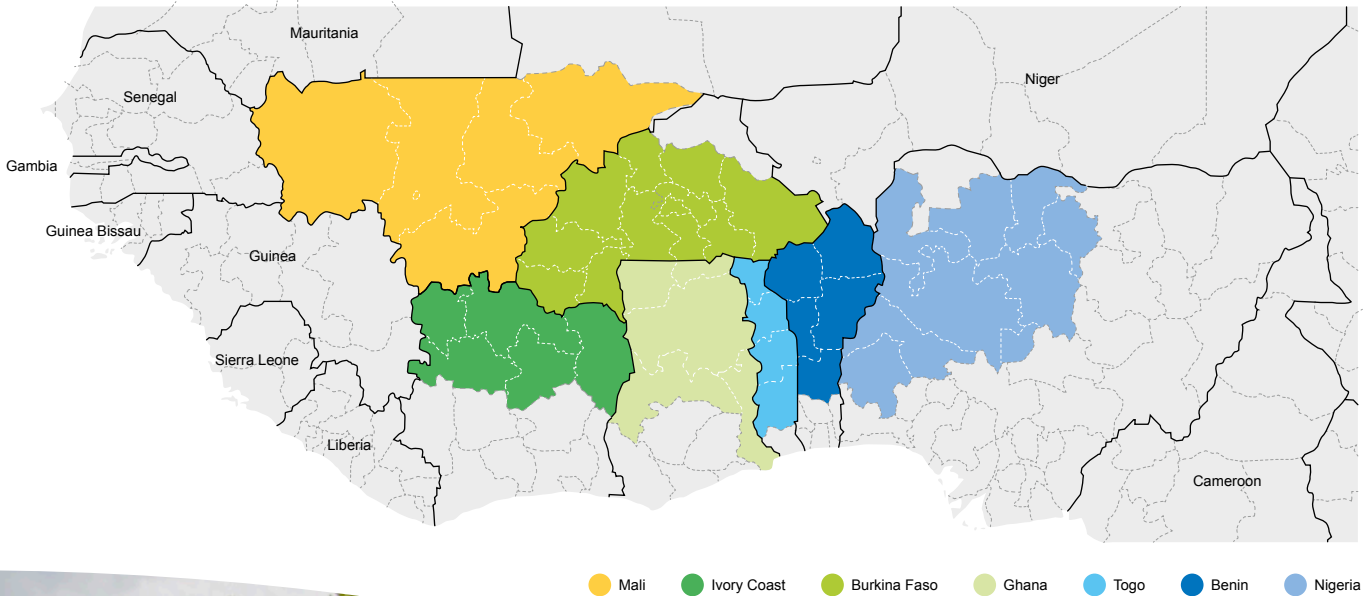 Mauritania
Niger
Senegal
Gambia
Guinea Bissau
Guinea
Sierra Leone
Liberia
Cameroon
Mali Ivory Coast Burkina Faso Ghana Togo Benin Nigeria